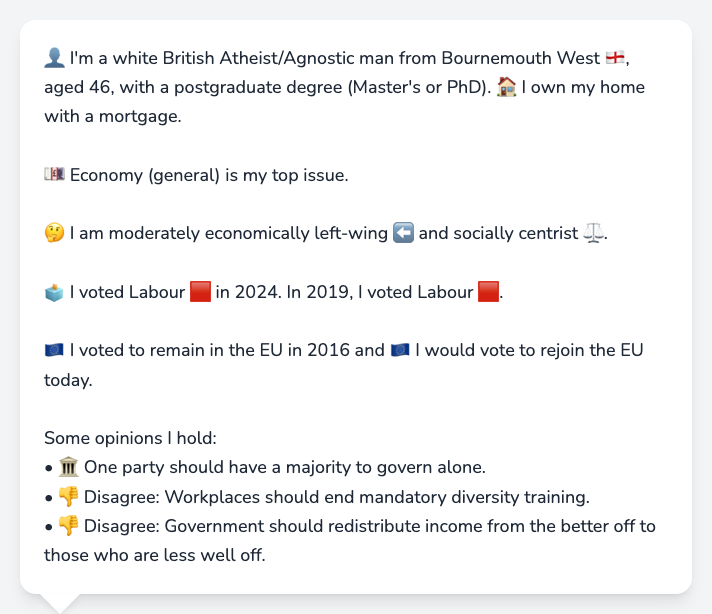 👤 I'm a white British Atheist/Agnostic man from Bournemouth West 🏴󠁧󠁢󠁥󠁮󠁧󠁿,
aged 46, with a postgraduate degree (Master's or PhD). 🏠 I own my home
with a mortgage.
💷 Economy (general) is my top issue.
🤔 I am moderately economically left-wing ⬅️ and socially centrist ⚖️.
🗳️ I voted Labour 🟥 in 2024. In 2019, I voted Labour 🟥.
🇪🇺 I voted to remain in the EU in 2016 and 🇪🇺 I would vote to rejoin the EU
today.
Some opinions I hold:
• 🏛️ One party should have a majority to govern alone.
• 👎 Disagree: Workplaces should end mandatory diversity training.
• 👎 Disagree: Government should redistribute income from the better off to
those who are less well off.